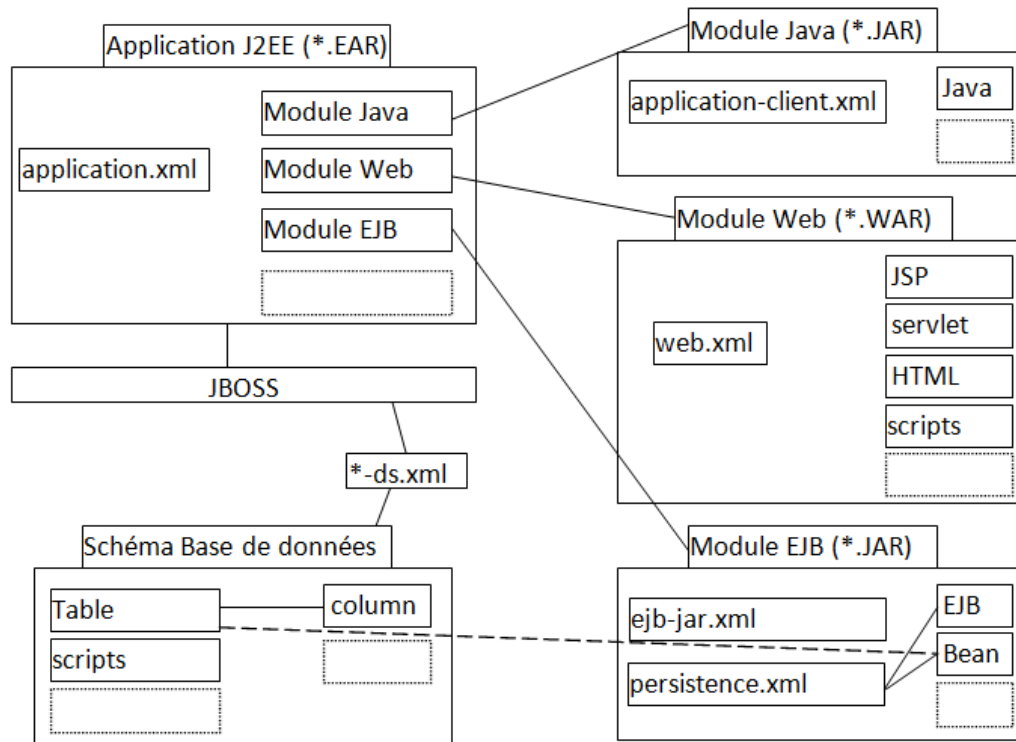 Application J2EE (*.EAR)
application.xml
Module Java
Module Web
Module EJB
JBOSS
*-ds.xml
Schéma Base de données
Table
column
scripts
Module Java (*.JAR)
application-client.xml
Java
Module Web (*.WAR)
web.xml
JSP
servlet
HTML
scripts
Module EJB (*.JAR)
ejb-jar.xml
persistence.xml
EJB
Bean